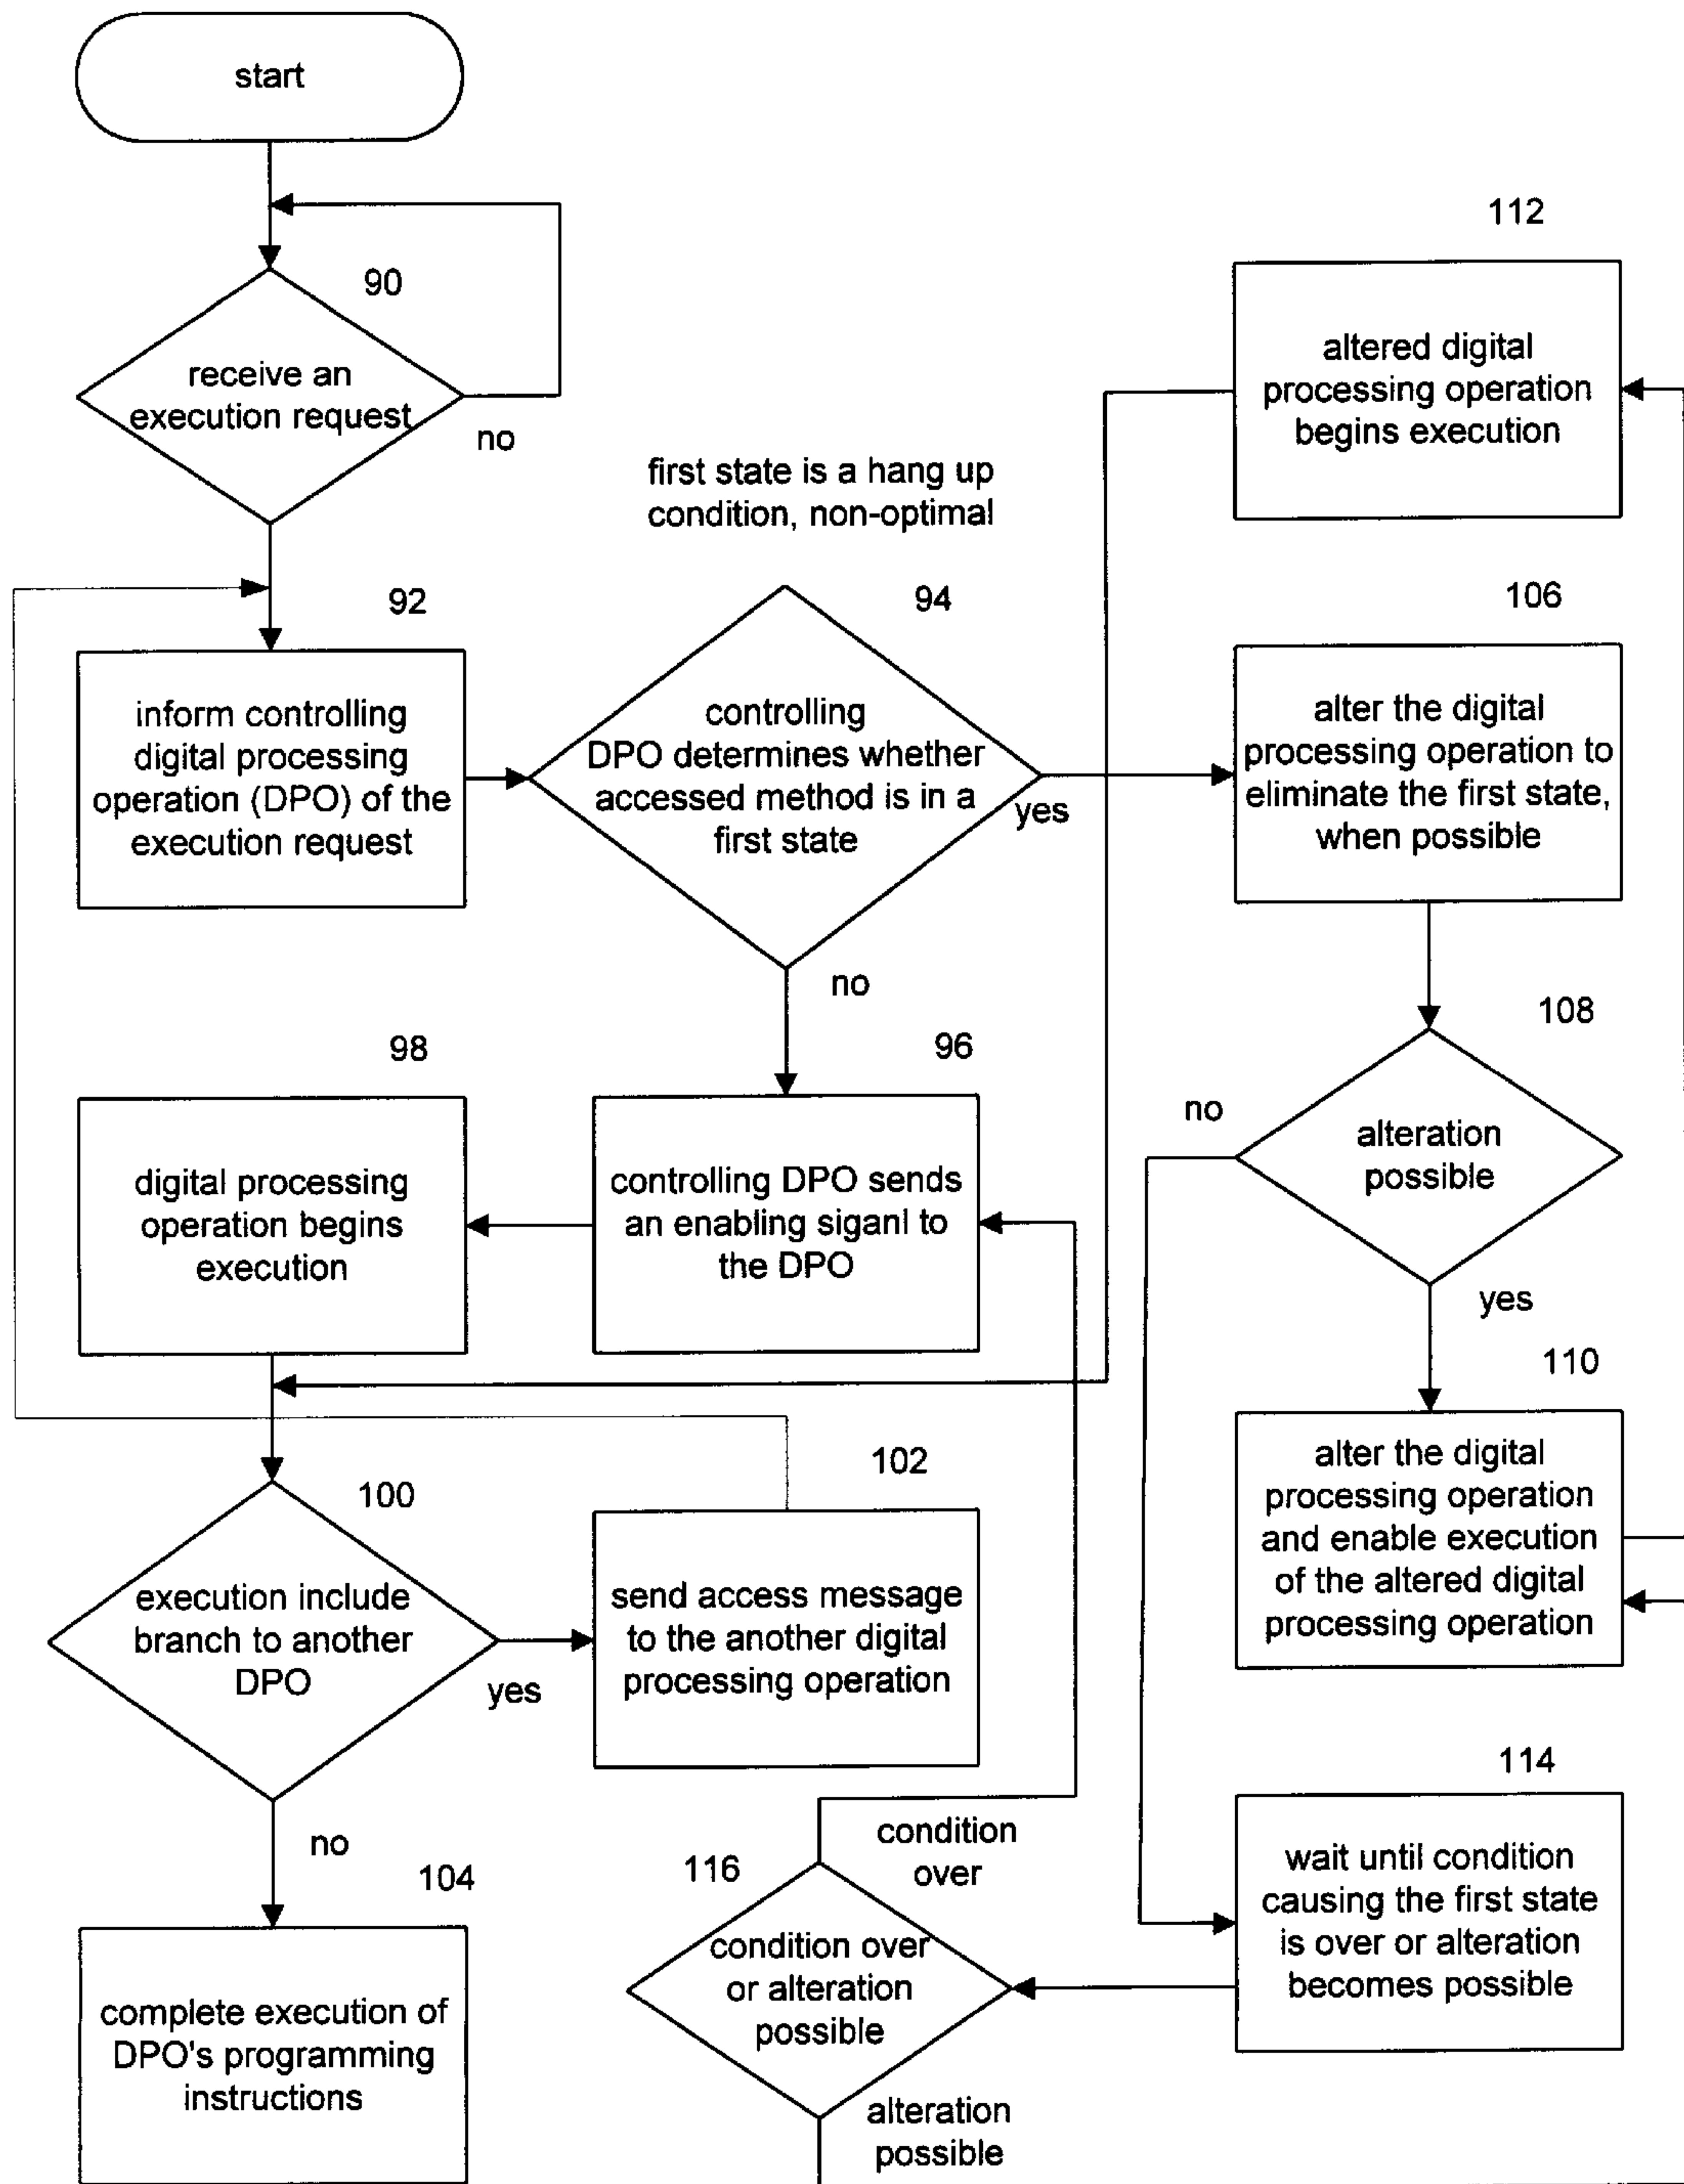 start
90
receive an
execution request
no
first state is a hang up
condition, non-optimal
92
inform controlling
digital processing
operation (DPO) of the
execution request
94
controlling
DPO determines whether
accessed method is in a
first state
yes
no
96
controlling DPO sends
an enabling siganl to
the DPO
98
digital processing
operation begins
execution
100
execution include
branch to another
DPO
yes
no
102
send access message
to the another digital
processing operation
104
complete execution of
DPO's programming
instructions
112
altered digital
processing operation
begins execution
106
alter the digital
processing operation to
eliminate the first state,
when possible
108
alteration
possible
no
yes
110
alter the digital
processing operation
and enable execution
of the altered digital
processing operation
114
wait until condition
causing the first state
is over or alteration
becomes possible
116
condition over
or alteration
possible
condition
over
alteration
possible